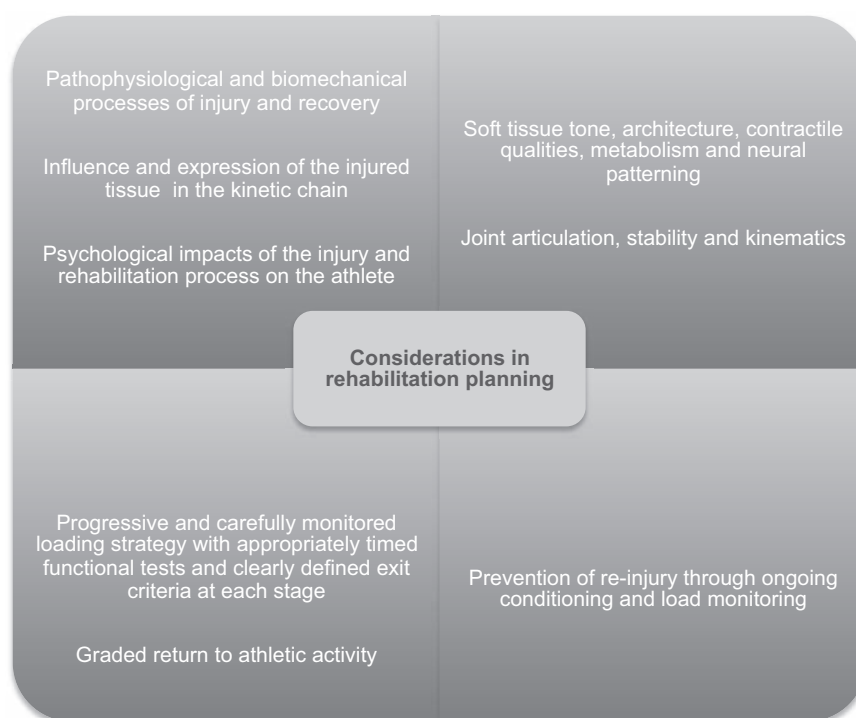 Pathophysiological and biomechanical
processes of injury and recovery
Influence and expression of the injured
tissue in the kinetic chain
Psychological impacts of the injury and
rehabilitation process on the athlete
Soft tissue tone, architecture, contractile
qualities, metabolism and neural
patterning
Joint articulation, stability and kinematics
Considerations in
rehabilitation planning
Progressive and carefully monitored
loading strategy with appropriately timed
functional tests and clearly defined exit
criteria at each stage
Graded return to athletic activity
Prevention of re-injury through ongoing
conditioning and load monitoring